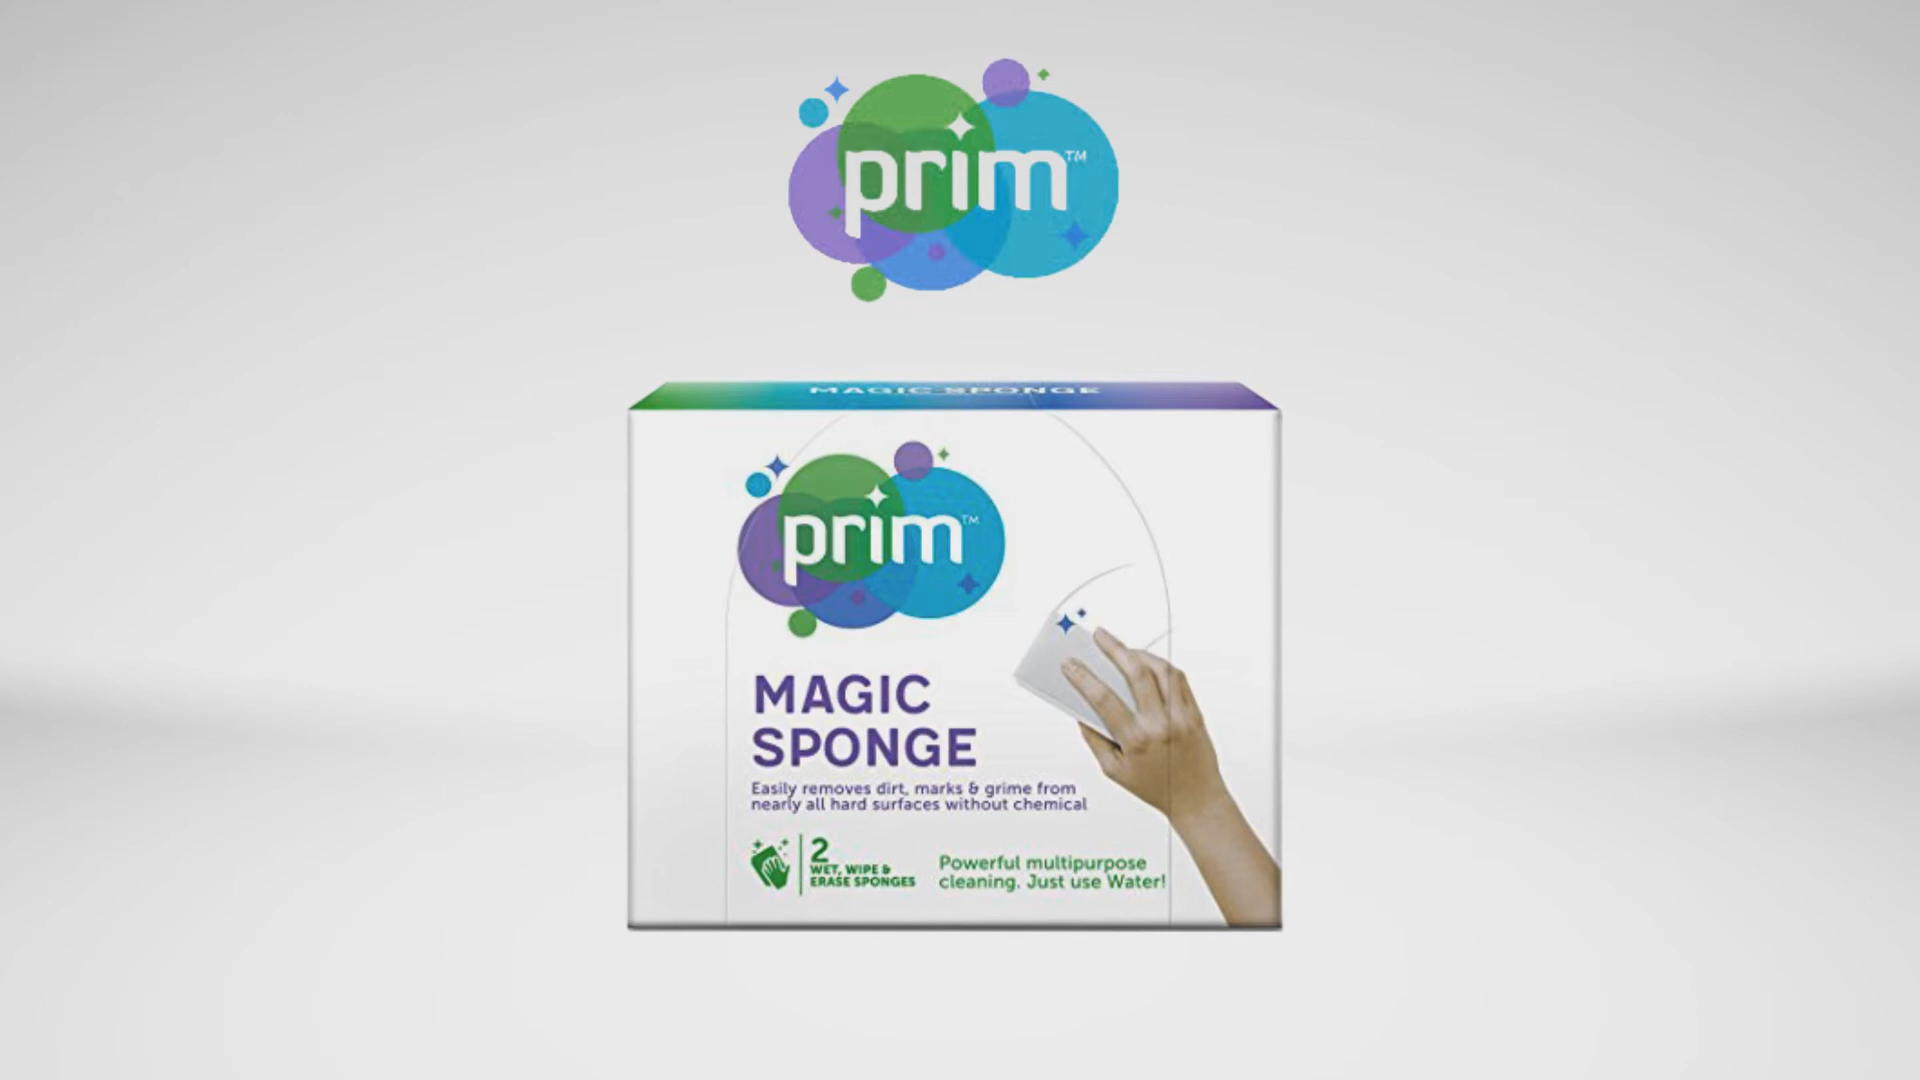 prim™
MAGIC SPONGE
prim™
MAGIC
SPONGE
Easily removes dirt, marks & grime from
nearly all hard surfaces without chemical
2
WET, WIPE &
ERASE SPONGES
Powerful multipurpose
cleaning. Just use Water!